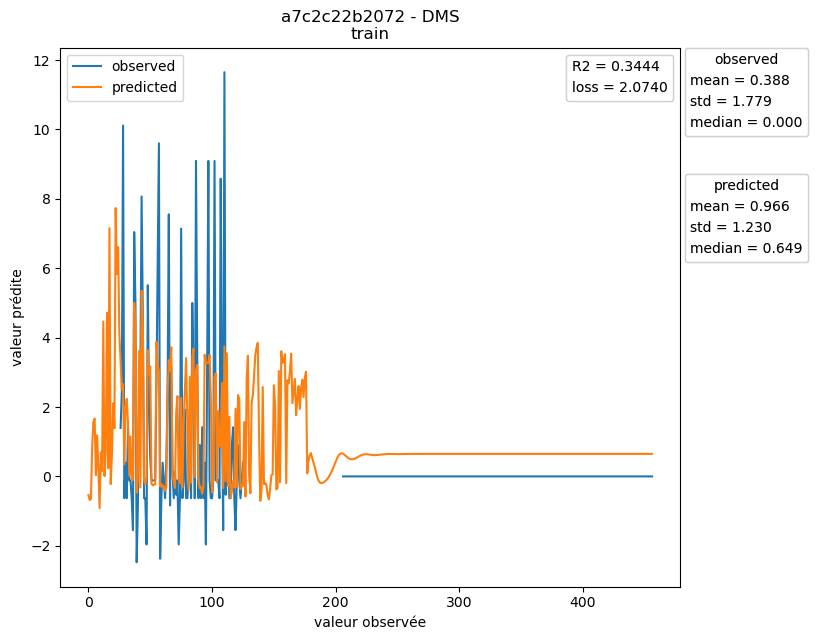 a7c2c22b2072 - DMS
train
observed
predicted
R2 = 0.3444
loss = 2.0740
observed
mean = 0.388
std = 1.779
median = 0.000
predicted
mean = 0.966
std = 1.230
median = 0.649
valeur prédite
12
10
8
6
4
2
0
−2
0
100
200
300
400
valeur observée